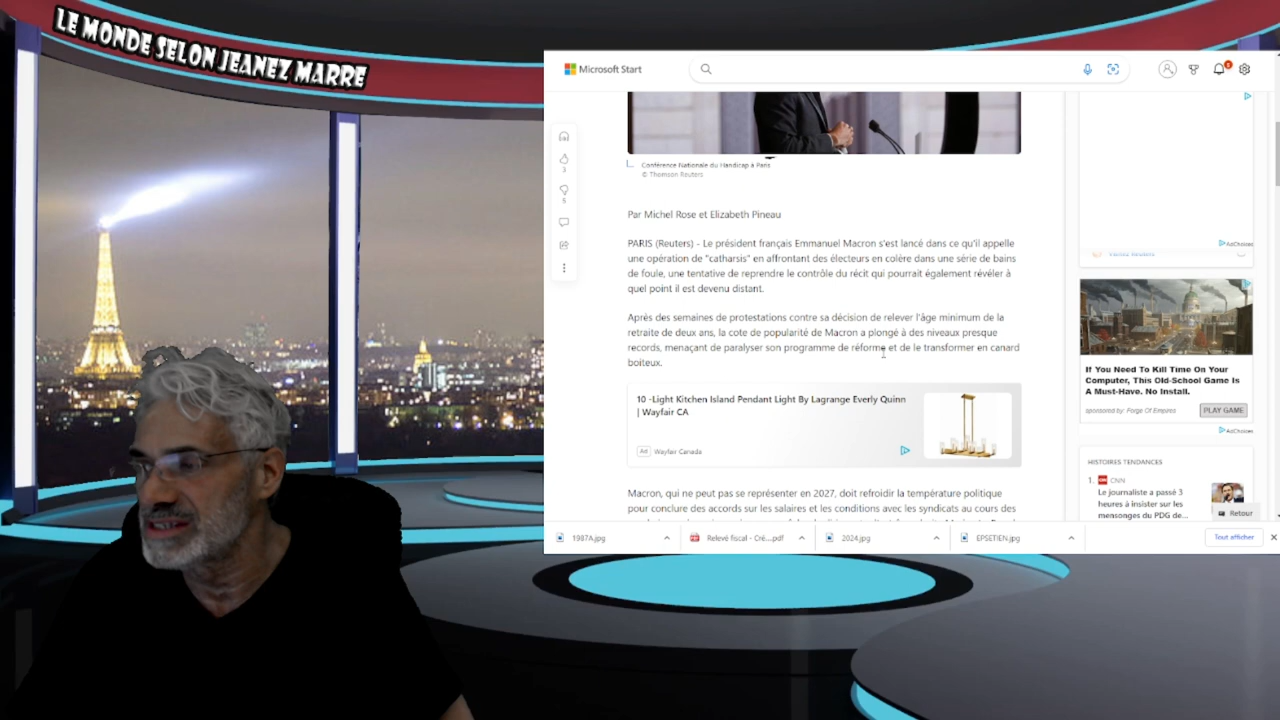 LE MONDE SELON JEANEZ MARRE
Microsoft Start
8
Conférence Nationale du Handicap à Paris
© Thomson Reuters
3
6
Par Michel Rose et Elizabeth Pineau
PARIS (Reuters) - Le président français Emmanuel Macron s'est lancé dans ce qu'il appelle
une opération de "catharsis" en affrontant des électeurs en colère dans une série de bains
de foule, une tentative de reprendre le contrôle du récit qui pourrait également révéler à
quel point il est devenu distant.
Après des semaines de protestations contre sa décision de relever l'âge minimum de la
retraite de deux ans, la cote de popularité de Macron a plongé à des niveaux presque
records, menaçant de paralyser son programme de réforme et de le transformer en canard
boiteux.
10 -Light Kitchen Island Pendant Light By Lagrange Everly Quinn
| Wayfair CA
Ad Wayfair Canada
Macron, qui ne peut pas se représenter en 2027, doit refroidir la température politique
pour conclure des accords sur les salaires et les conditions avec les syndicats au cours des
AdChoices
Visitez Reuters
If You Need To Kill Time On Your
Computer, This Old-School Game Is
A Must-Have. No Install.
sponsored by: Forge Of Empires
PLAY GAME
AdChoices
HISTOIRES TENDANCES
1. CNN
Le journaliste a passé 3
heures à insister sur les
mensonges du PDG de...
Retour
1987A.jpg
Relevé fiscal - Cré....pdf
2024.jpg
EPSETIEN.jpg
Tout afficher